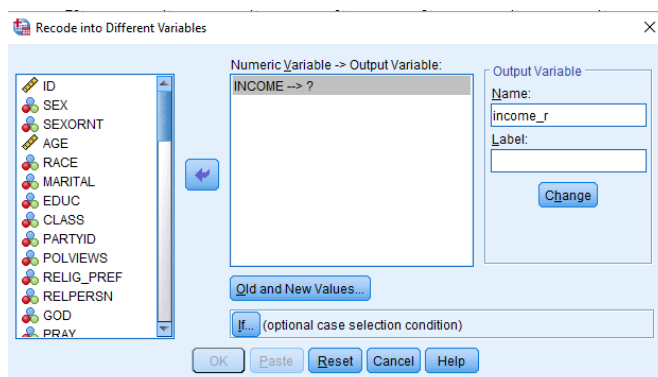 Recode into Different Variables
Numeric Variable -> Output Variable:
ID
SEX
SEXORNT
AGE
RACE
MARITAL
EDUC
CLASS
PARTYID
POLVIEWS
RELIG_PREF
RELPERSN
GOD
PRAY
INCOME --> ?
Output Variable
Name:
income_r
Label:
Change
Old and New Values...
If... (optional case selection condition)
OK Paste Reset Cancel Help